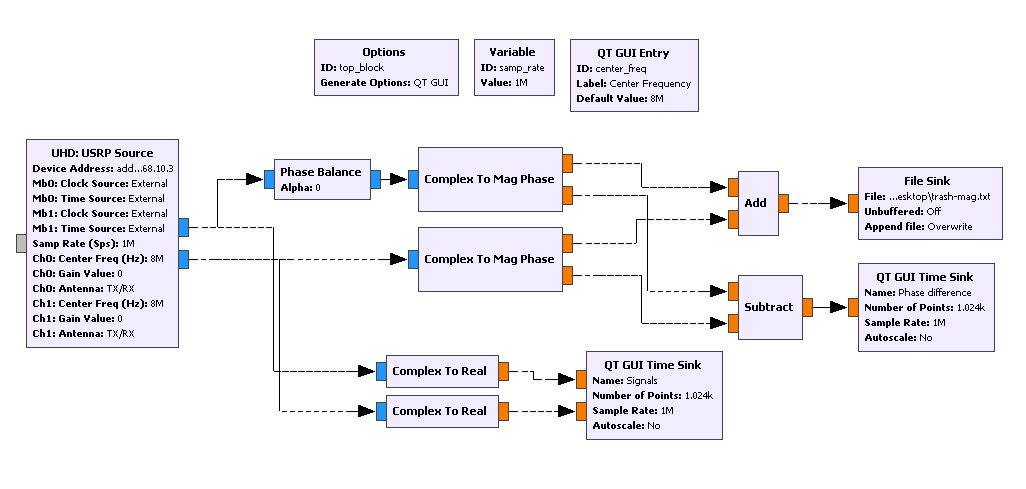 Options
ID: top_block
Generate Options: QT GUI
Variable
ID: samp_rate
Value: 1M
QT GUI Entry
ID: center_freq
Label: Center Frequency
Default Value: 8M
UHD: USRP Source
Device Address: add...68.10.3
Mb0: Clock Source: External
Mb0: Time Source: External
Mb1: Clock Source: External
Mb1: Time Source: External
Samp Rate (Sps): 1M
Ch0: Center Freq (Hz): 8M
Ch0: Gain Value: 0
Ch0: Antenna: TX/RX
Ch1: Center Freq (Hz): 8M
Ch1: Gain Value: 0
Ch1: Antenna: TX/RX
Phase Balance
Alpha: 0
Complex To Mag Phase
Complex To Mag Phase
Add
File Sink
File: ...esktop\trash-mag.txt
Unbuffered: Off
Append file: Overwrite
Subtract
QT GUI Time Sink
Name: Phase difference
Number of Points: 1.024k
Sample Rate: 1M
Autoscale: No
Complex To Real
Complex To Real
QT GUI Time Sink
Name: Signals
Number of Points: 1.024k
Sample Rate: 1M
Autoscale: No